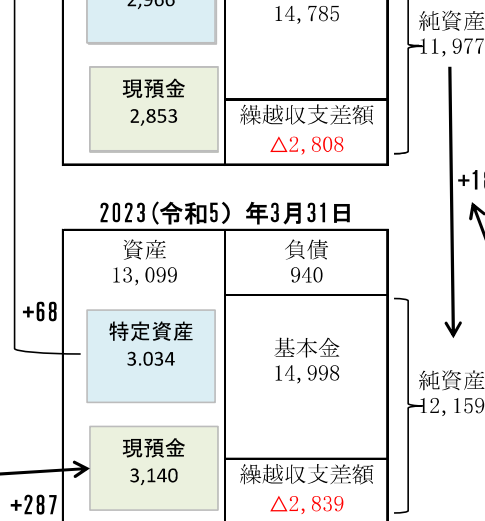 2,966
14,785
純資産
11,977
現預金
2,853
繰越収支差額
△2,808
2023(令和5) 年3月31日
資産
13,099
負債
940
+68
特定資産
3.034
基本金
14,998
純資産
12,159
現預金
3,140
繰越収支差額
△2,839
+287